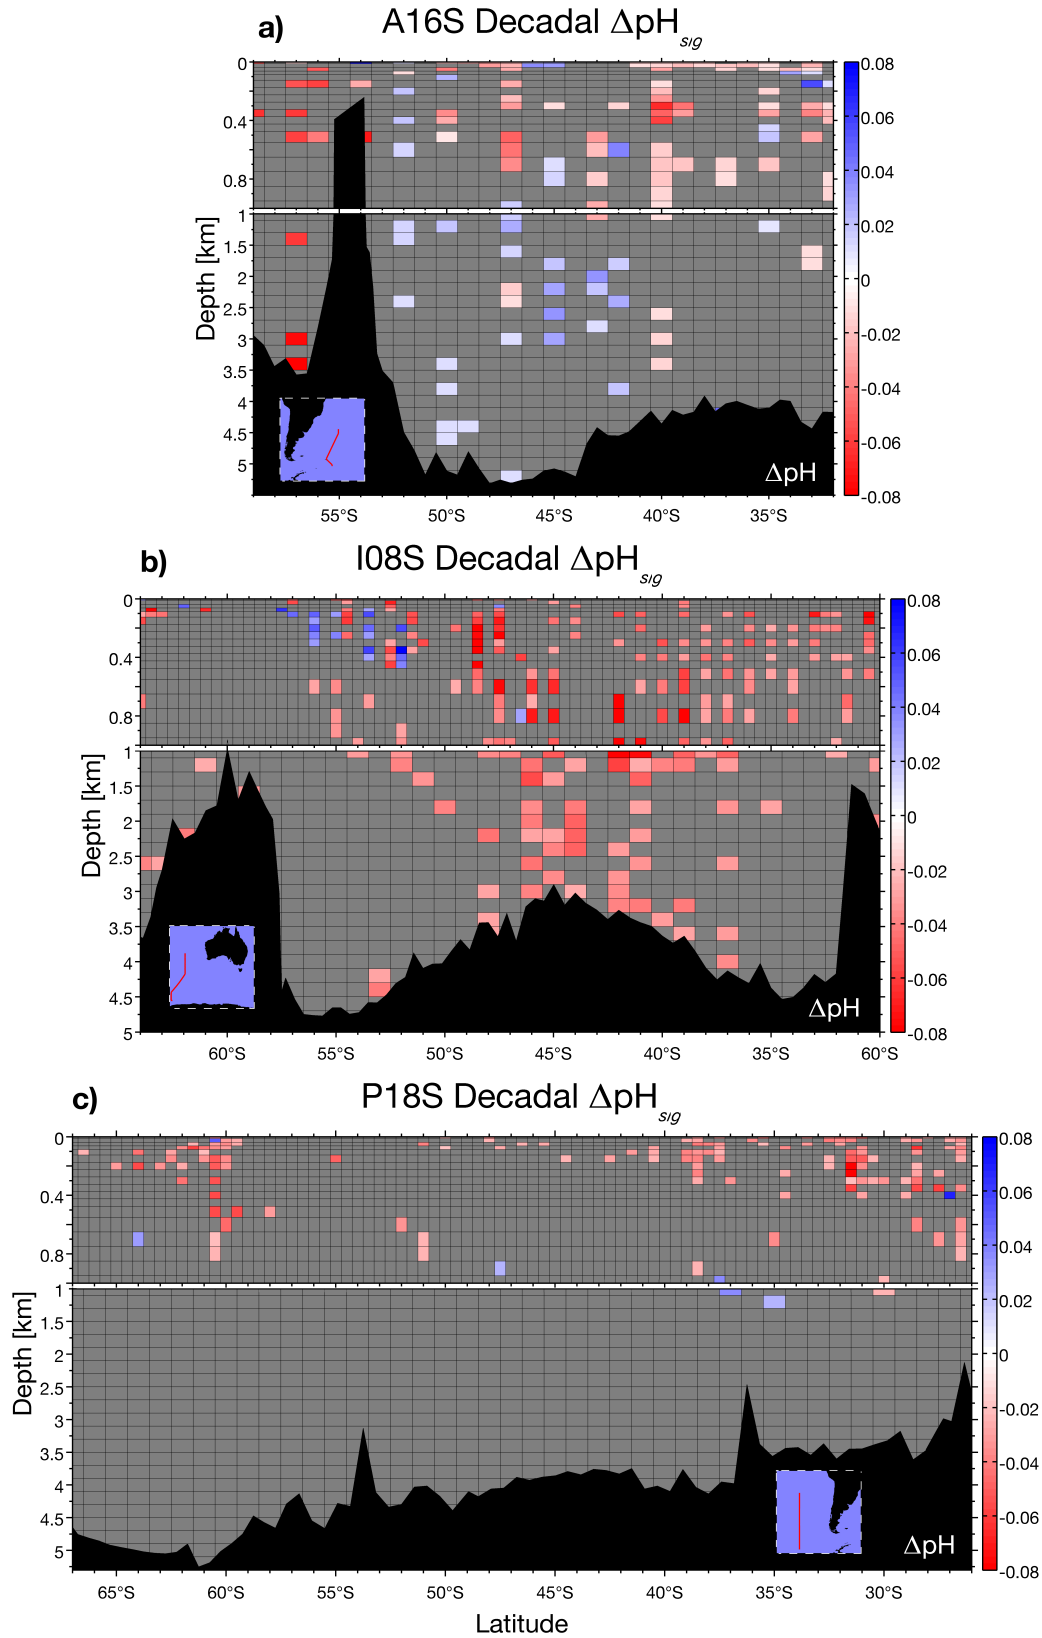 a)
A16S Decadal ΔpH
sig
0
0.4
0.8
1
1.5
2
2.5
3
3.5
4
4.5
5
Depth [km]
55°S
50°S
45°S
40°S
35°S
ΔpH
0.08
0.06
0.04
0.02
0
-0.02
-0.04
-0.06
-0.08
b)
I08S Decadal ΔpH
sig
0
0.4
0.8
1
1.5
2
2.5
3
3.5
4
4.5
5
Depth [km]
60°S
55°S
50°S
45°S
40°S
35°S
60°S
ΔpH
0.08
0.06
0.04
0.02
0
-0.02
-0.04
-0.06
-0.08
c)
P18S Decadal ΔpH
sig
0
0.4
0.8
1
1.5
2
2.5
3
3.5
4
4.5
5
Depth [km]
65°S
60°S
55°S
50°S
45°S
40°S
35°S
30°S
ΔpH
0.08
0.06
0.04
0.02
0
-0.02
-0.04
-0.06
-0.08
Latitude